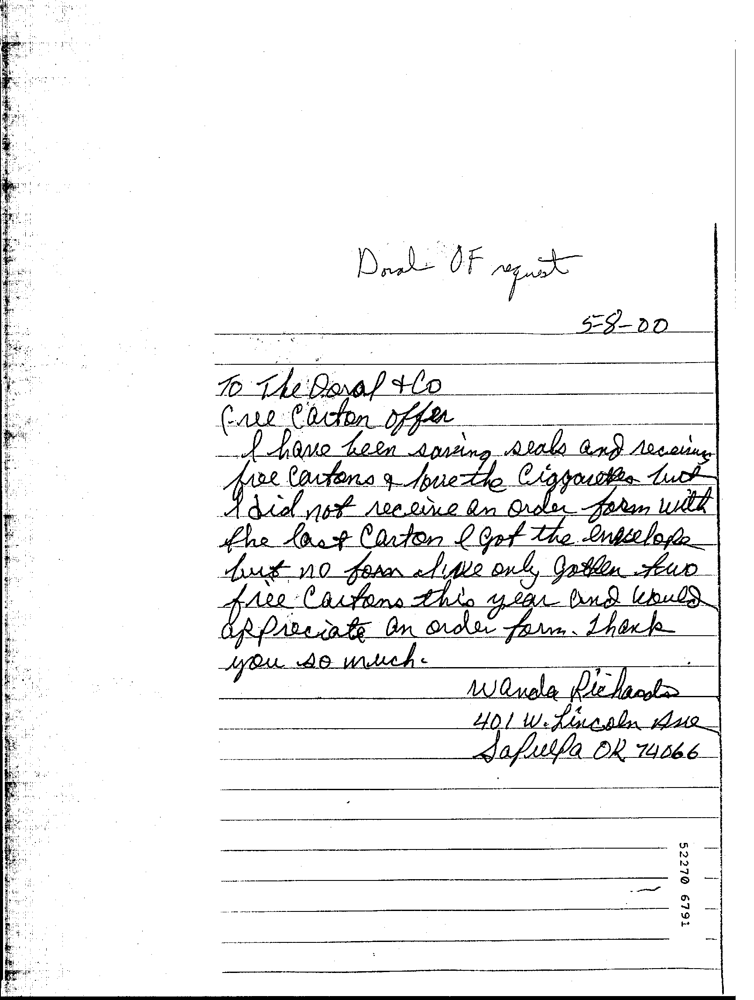 Doral OF request
5-8-00
To The Doral & Co
Free Carton offer
I have been saving seals and receiving
free Cartons & love the Ciggarettes but
I did not receive an order form with
the last Carton I got the envelope
but no form I've only gotten two
free Cartons this year and would
appreciate an order form. Thank
you so much.
Wanda Richards
401 W. Lincoln Ave
Sapulpa OK 74066
52270 6791